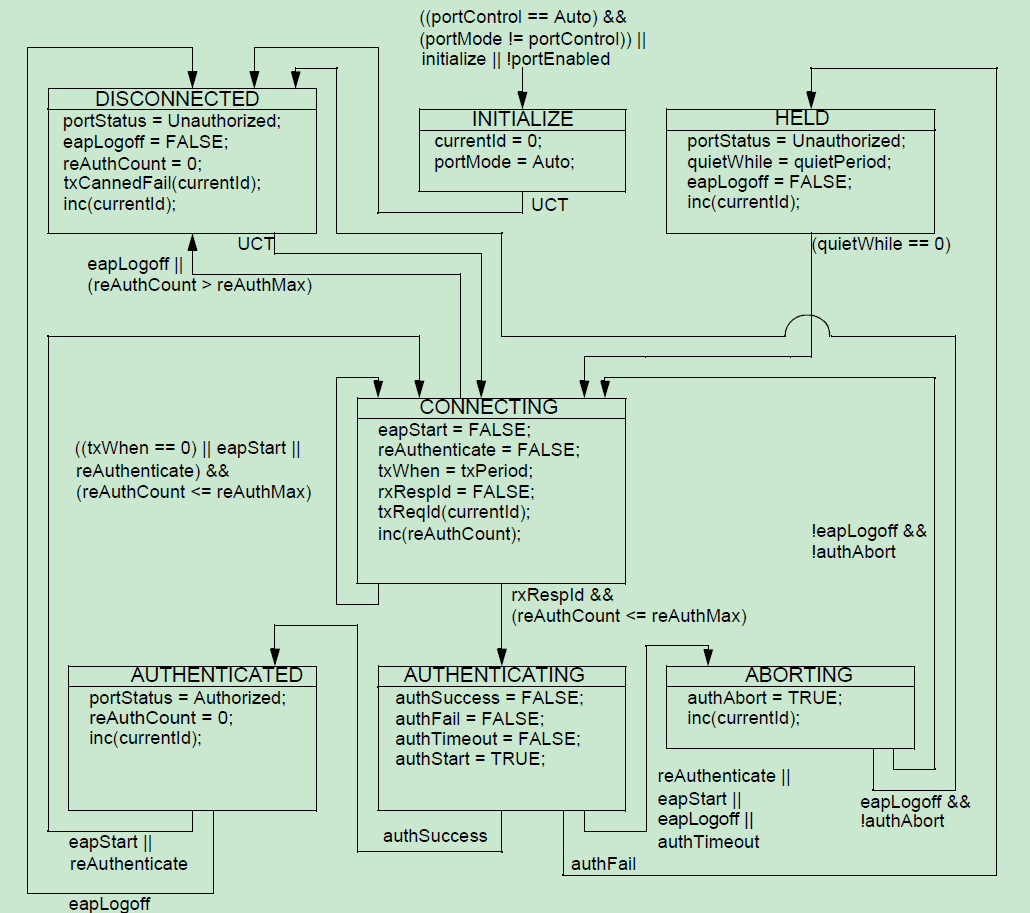 ((portControl == Auto) &&
(portMode != portControl)) ||
initialize || !portEnabled
DISCONNECTED
portStatus = Unauthorized;
eapLogoff = FALSE;
reAuthCount = 0;
txCannedFail(currentId);
inc(currentId);
INITIALIZE
currentId = 0;
portMode = Auto;
HELD
portStatus = Unauthorized;
quietWhile = quietPeriod;
eapLogoff = FALSE;
inc(currentId);
UCT
UCT
(quietWhile == 0)
eapLogoff ||
(reAuthCount > reAuthMax)
CONNECTING
eapStart = FALSE;
reAuthenticate = FALSE;
txWhen = txPeriod;
rxRespId = FALSE;
txReqId(currentId);
inc(reAuthCount);
((txWhen == 0) || eapStart ||
reAuthenticate) &&
(reAuthCount <= reAuthMax)
!eapLogoff &&
!authAbort
rxRespId &&
(reAuthCount <= reAuthMax)
AUTHENTICATED
portStatus = Authorized;
reAuthCount = 0;
inc(currentId);
AUTHENTICATING
authSuccess = FALSE;
authFail = FALSE;
authTimeout = FALSE;
authStart = TRUE;
ABORTING
authAbort = TRUE;
inc(currentId);
reAuthenticate ||
eapStart ||
eapLogoff ||
authTimeout
eapLogoff &&
!authAbort
eapStart ||
reAuthenticate
authSuccess
authFail
eapLogoff